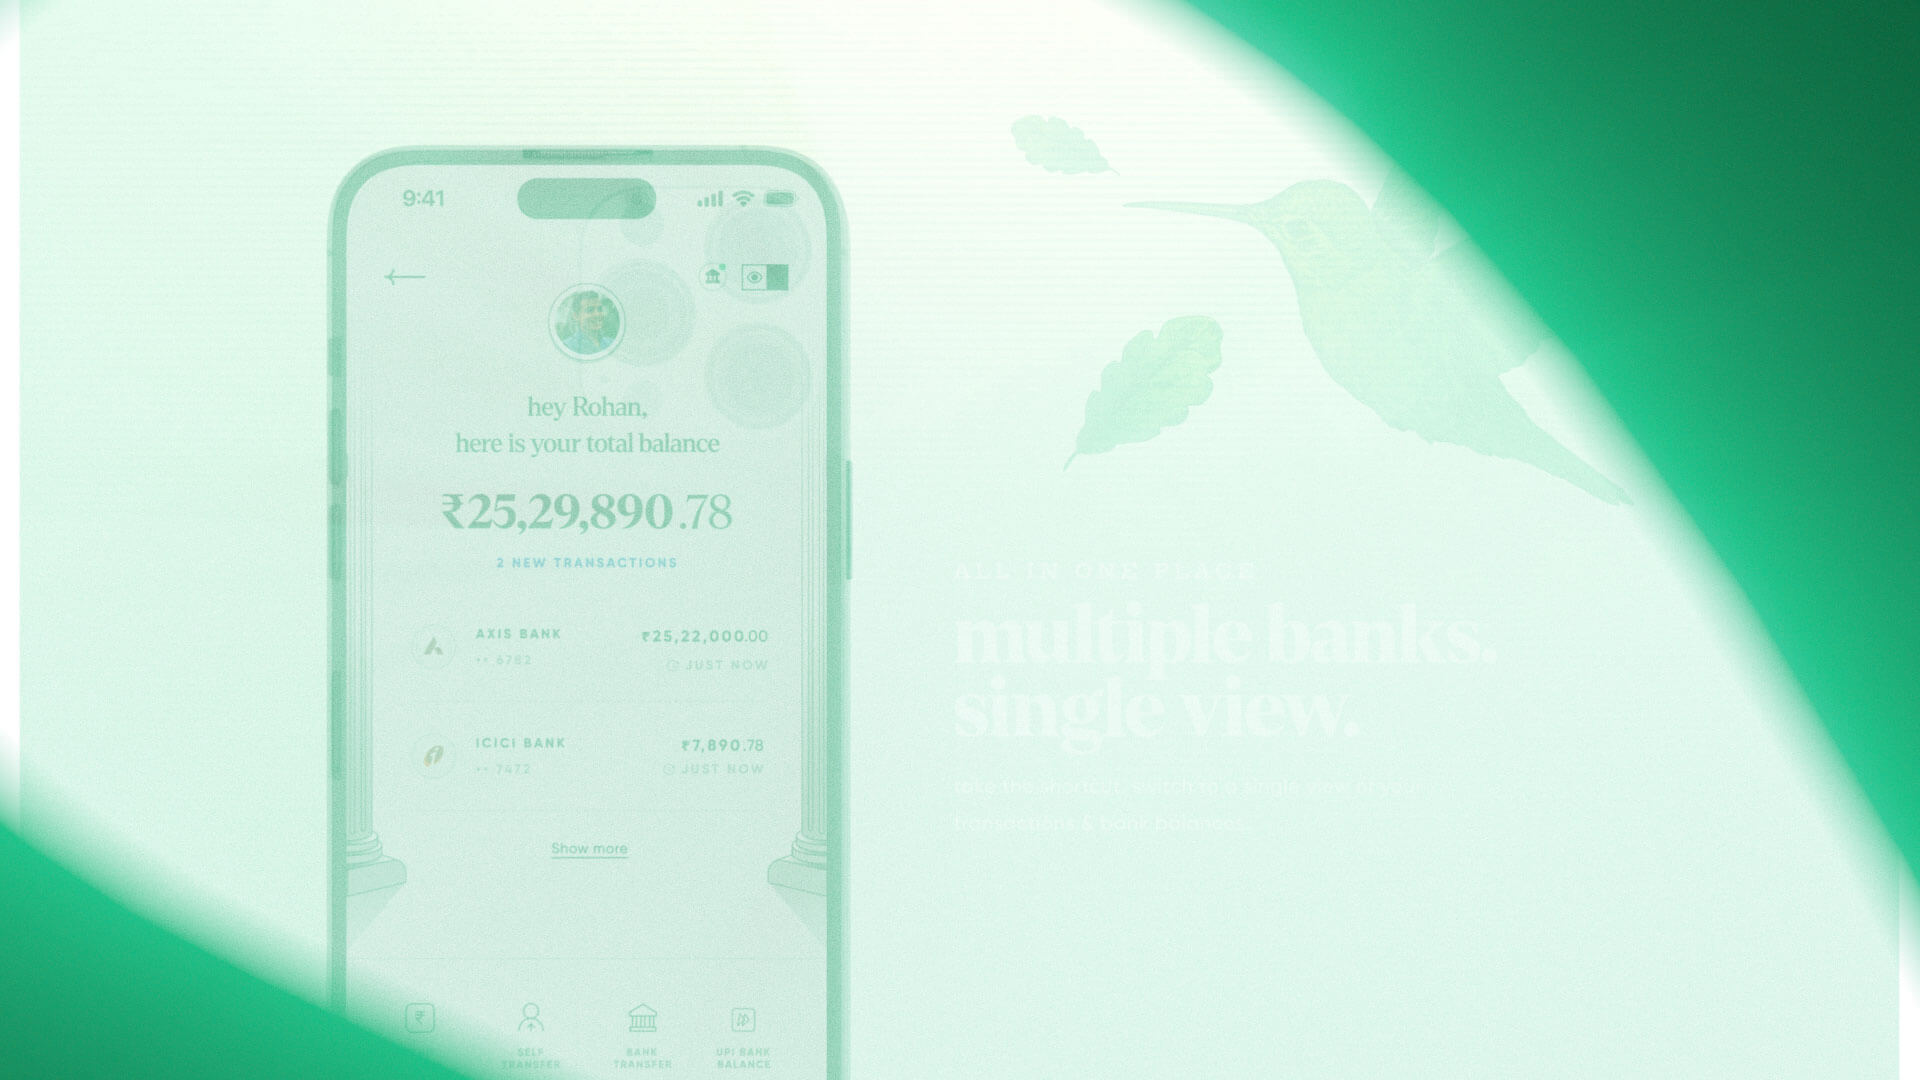 9:41
hey Rohan,
here is your total balance
₹25,29,890.78
2 NEW TRANSACTIONS
AXIS BANK ₹25,22,000.00
•• 6782 JUST NOW
ICICI BANK ₹7,890.78
•• 7472 JUST NOW
Show more
₹
SELF
TRANSFER
BANK
TRANSFER
UPI BANK
BALANCE
ALL IN ONE PLACE
multiple banks.
single view.
take the shortcut. switch to a single view of your
transactions & bank balances.